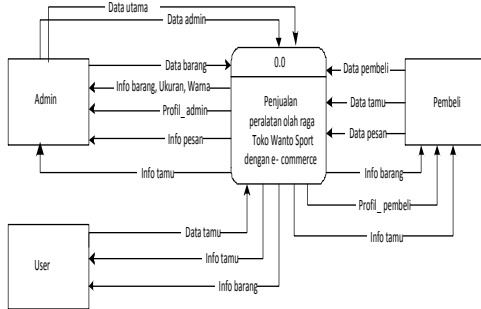 Data utama
Data admin
Data barang
Info barang, Ukuran, Warna
Profil_admin
Info pesan
Info tamu
Admin
0.0
Penjualan
peralatan olah raga
Toko Wanto Sport
dengan e- commerce
Data pembeli
Data tamu
Data pesan
Pembeli
Info barang
Profil_ pembeli
Info tamu
User
Data tamu
Info tamu
Info barang